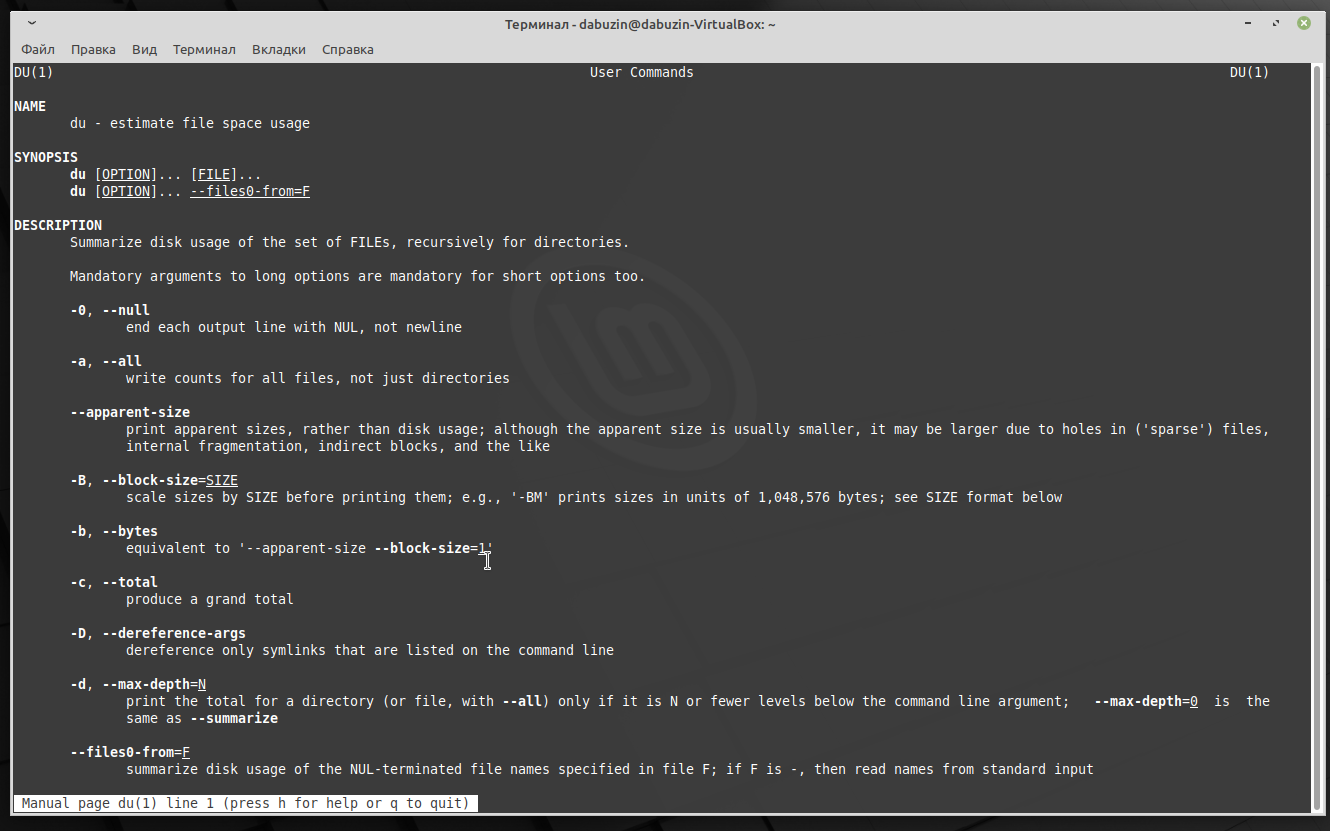 Терминал - dabuzin@dabuzin-VirtualBox: ~
Файл Правка Вид Терминал Вкладки Справка
DU(1) User Commands DU(1)
NAME
du - estimate file space usage
SYNOPSIS
du [OPTION]... [FILE]...
du [OPTION]... --files0-from=F
DESCRIPTION
Summarize disk usage of the set of FILEs, recursively for directories.
Mandatory arguments to long options are mandatory for short options too.
-0, --null
end each output line with NUL, not newline
-a, --all
write counts for all files, not just directories
--apparent-size
print apparent sizes, rather than disk usage; although the apparent size is usually smaller, it may be larger due to holes in ('sparse') files,
internal fragmentation, indirect blocks, and the like
-B, --block-size=SIZE
scale sizes by SIZE before printing them; e.g., '-BM' prints sizes in units of 1,048,576 bytes; see SIZE format below
-b, --bytes
equivalent to '--apparent-size --block-size=1'
-c, --total
produce a grand total
-D, --dereference-args
dereference only symlinks that are listed on the command line
-d, --max-depth=N
print the total for a directory (or file, with --all) only if it is N or fewer levels below the command line argument; --max-depth=0 is the
same as --summarize
--files0-from=F
summarize disk usage of the NUL-terminated file names specified in file F; if F is -, then read names from standard input
Manual page du(1) line 1 (press h for help or q to quit)